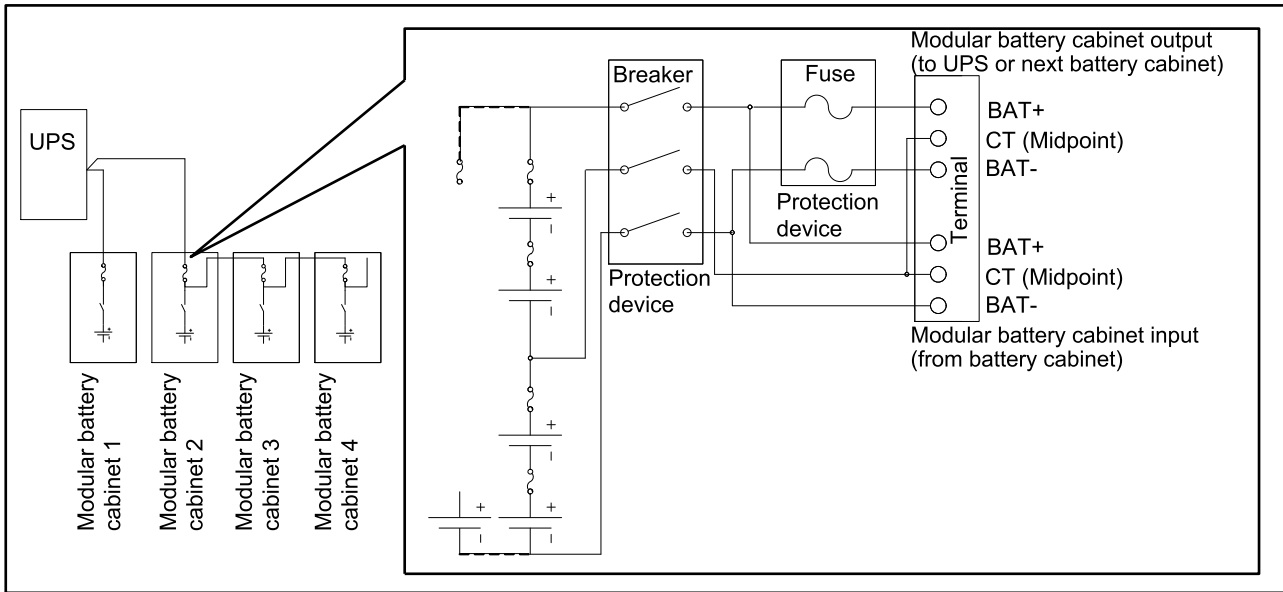 UPS
Modular battery
cabinet 1
Modular battery
cabinet 2
Modular battery
cabinet 3
Modular battery
cabinet 4
Breaker
Protection
device
Fuse
Protection
device
Modular battery cabinet output
(to UPS or next battery cabinet)
BAT+
CT (Midpoint)
BAT-
Terminal
BAT+
CT (Midpoint)
BAT-
Modular battery cabinet input
(from battery cabinet)